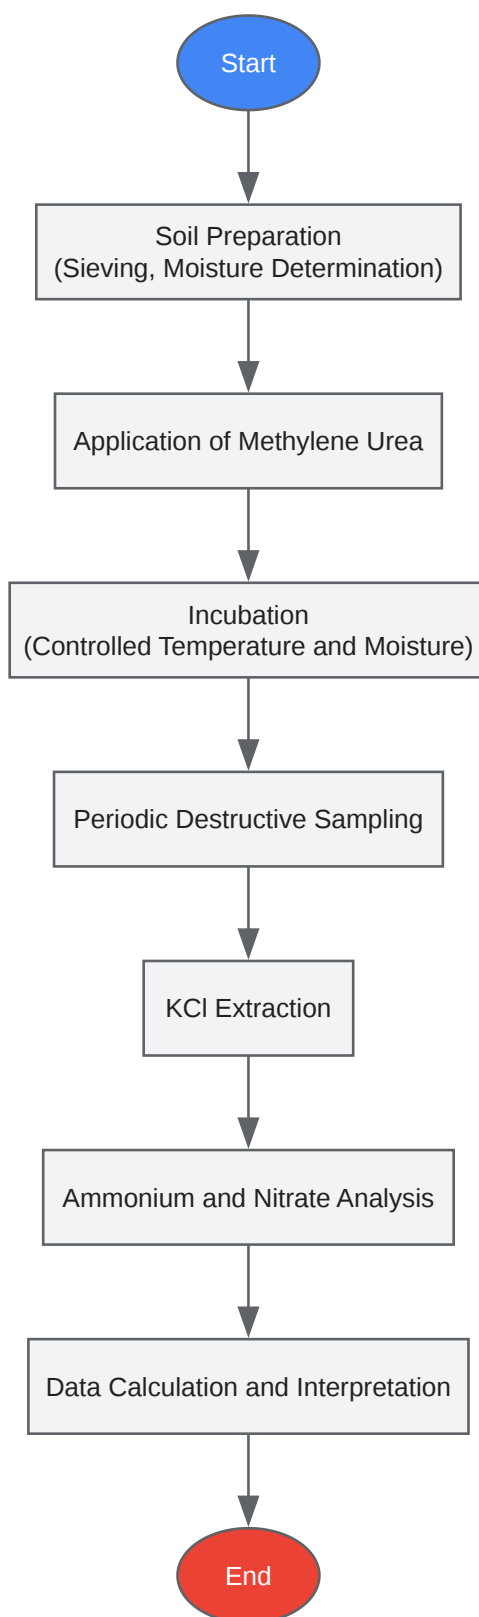 Start
Soil Preparation
(Sieving, Moisture Determination)
Application of Methylene Urea
Incubation
(Controlled Temperature and Moisture)
Periodic Destructive Sampling
KCl Extraction
Ammonium and Nitrate Analysis
Data Calculation and Interpretation
End